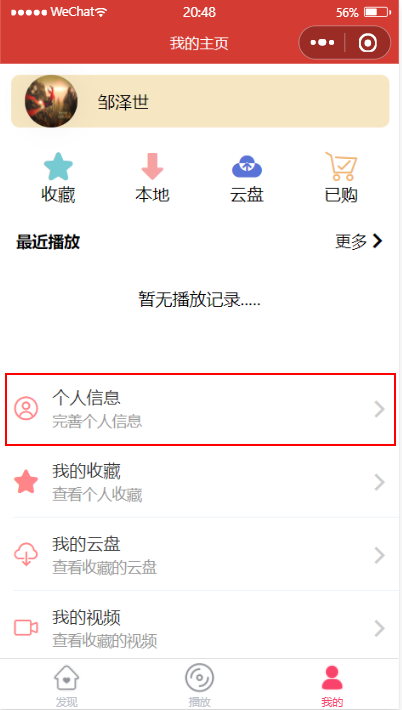 WeChat 20:48 56%
我的主页
邹泽世
收藏 本地 云盘 已购
最近播放 更多
暂无播放记录.....
个人信息
完善个人信息
我的收藏
查看个人收藏
我的云盘
查看收藏的云盘
我的视频
查看收藏的视频
发现 播放 我的